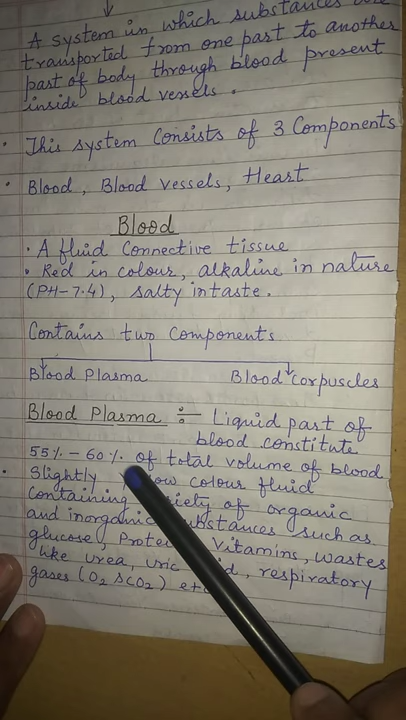 A system in which substances are
transported from one part to another
part of body through blood present
inside blood vessels.
• This system Consists of 3 Components
• Blood, Blood vessels, Heart
Blood
• A fluid Connective tissue
• Red in colour, alkaline in nature
(PH-7.4), salty in taste.
Contains two Components
Blood Plasma Blood corpuscles
Blood Plasma ÷ Liquid part of
blood constitute
55% - 60% of total volume of blood
• Slightly colour fluid
containing of organic
and inorganic substances such as
glucose, Vitamins, wastes
like urea, uric respiratory
gases (O2 & CO2)